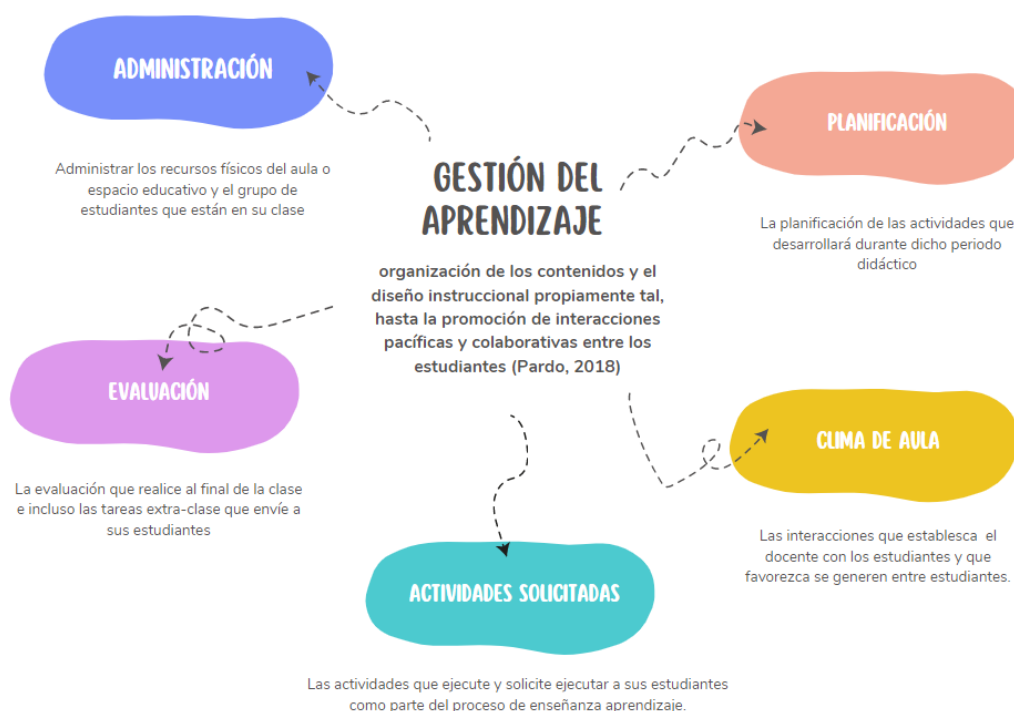 ADMINISTRACIÓN
Administrar los recursos físicos del aula o
espacio educativo y el grupo de
estudiantes que están en su clase
PLANIFICACIÓN
La planificación de las actividades que
desarrollará durante dicho periodo
didáctico
GESTIÓN DEL
APRENDIZAJE
organización de los contenidos y el
diseño instruccional propiamente tal,
hasta la promoción de interacciones
pacíficas y colaborativas entre los
estudiantes (Pardo, 2018)
EVALUACIÓN
La evaluación que realice al final de la clase
e incluso las tareas extra-clase que envíe a
sus estudiantes
CLIMA DE AULA
Las interacciones que establesca el
docente con los estudiantes y que
favorezca se generen entre estudiantes.
ACTIVIDADES SOLICITADAS
Las actividades que ejecute y solicite ejecutar a sus estudiantes
como parte del proceso de enseñanza aprendizaje.